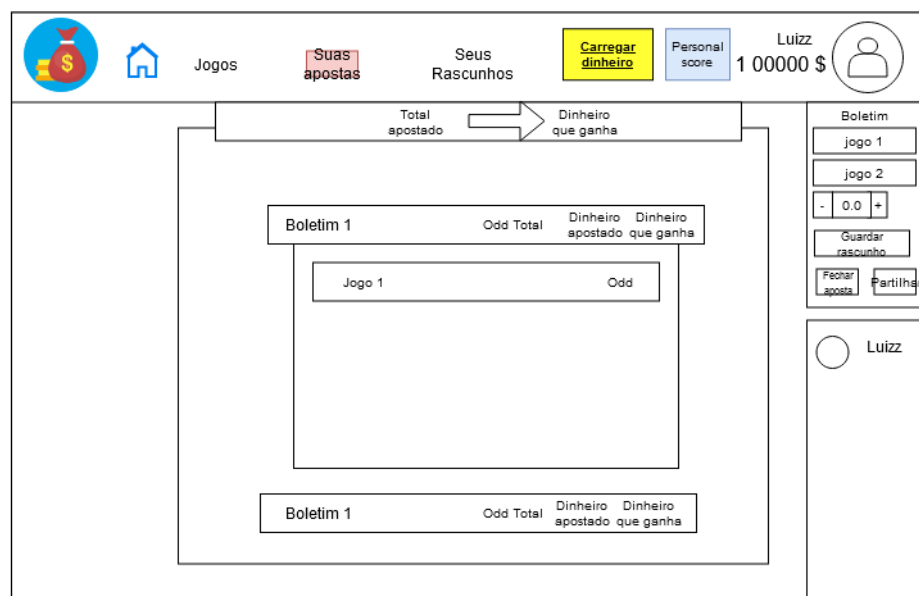 $
Jogos
Suas
apostas
Seus
Rascunhos
Carregar
dinheiro
Personal
score
Luizz
1 00000 $
Total
apostado
Dinheiro
que ganha
Boletim
jogo 1
jogo 2
- 0.0 +
Guardar
rascunho
Fechar
aposta
Partilha
Boletim 1
Odd Total
Dinheiro
apostado
Dinheiro
que ganha
Jogo 1
Odd
Luizz
Boletim 1
Odd Total
Dinheiro
apostado
Dinheiro
que ganha